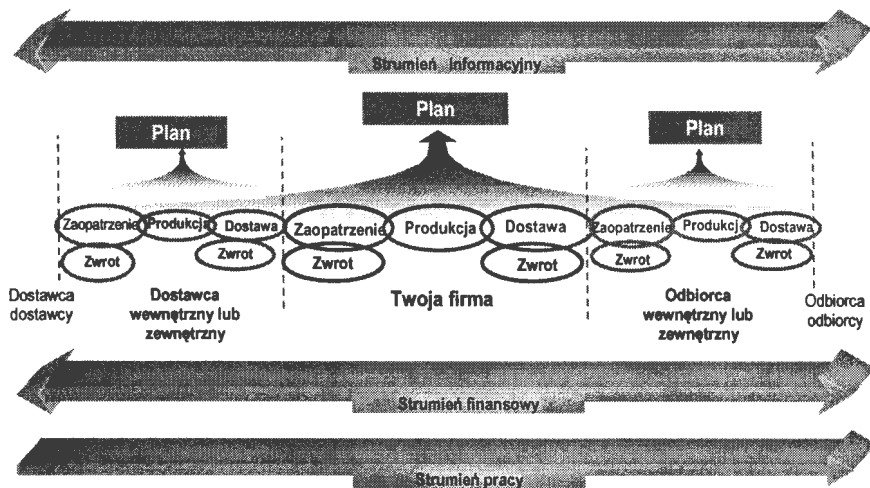 Strumień informacyjny
Plan
Plan
Plan
Zaopatrzenie
Produkcja
Dostawa
Zaopatrzenie
Produkcja
Dostawa
Zaopatrzenie
Produkcja
Dostawa
Zwrot
Zwrot
Zwrot
Zwrot
Zwrot
Zwrot
Dostawca
dostawcy
Dostawca
wewnętrzny lub
zewnętrzny
Twoja firma
Odbiorca
wewnętrzny lub
zewnętrzny
Odbiorca
odbiorcy
Strumień finansowy
Strumień pracy